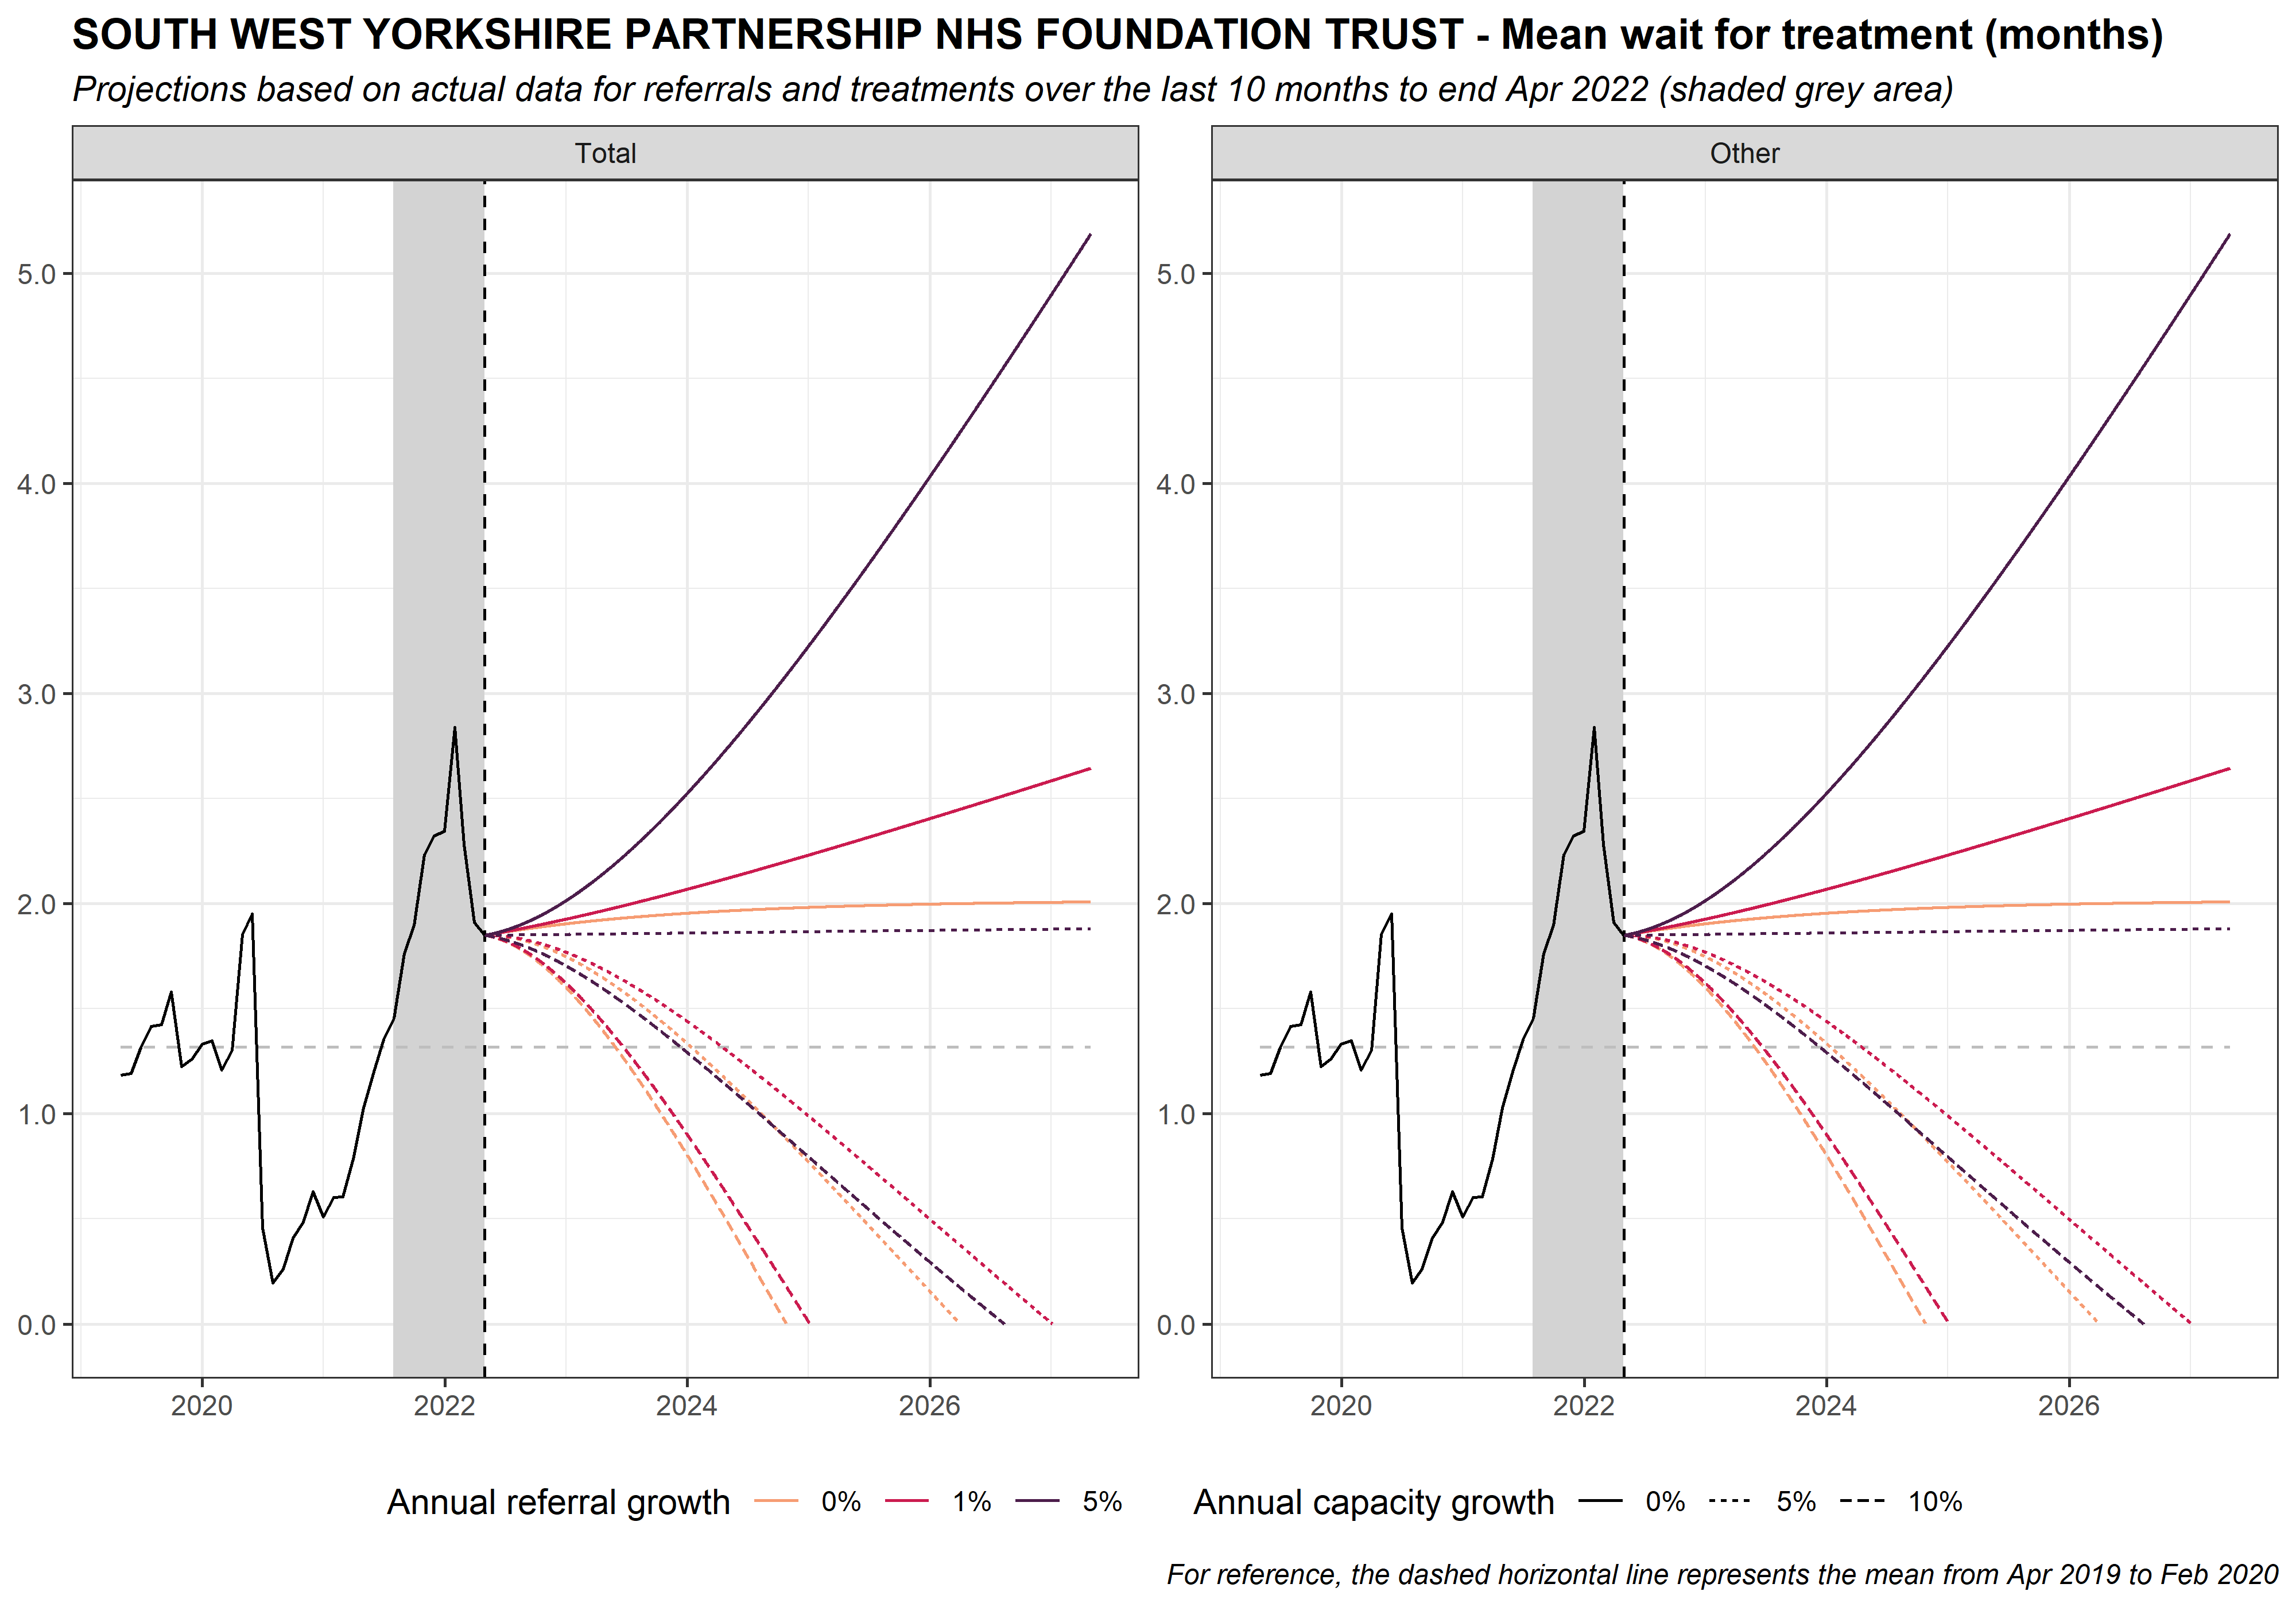 SOUTH WEST YORKSHIRE PARTNERSHIP NHS FOUNDATION TRUST - Mean wait for treatment (months)
Projections based on actual data for referrals and treatments over the last 10 months to end Apr 2022 (shaded grey area)
Total
5.0
4.0
3.0
2.0
1.0
0.0
2020 2022 2024 2026
Other
5.0
4.0
3.0
2.0
1.0
0.0
2020 2022 2024 2026
Annual referral growth 0% 1% 5%
Annual capacity growth 0% 5% 10%
For reference, the dashed horizontal line represents the mean from Apr 2019 to Feb 2020